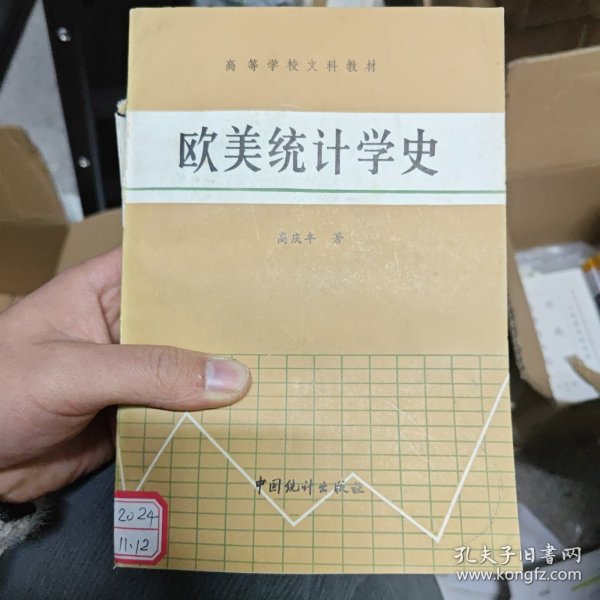 高等学校文科教材
欧美统计学史
高庆丰 著
中国统计出版社
2024
11.12
孔夫子旧书网
www.kongfz.com